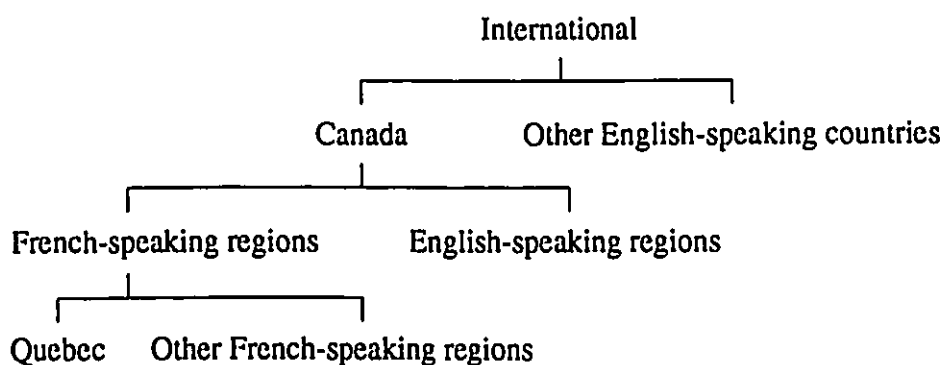 International
Canada Other English-speaking countries
French-speaking regions English-speaking regions
Quebec Other French-speaking regions